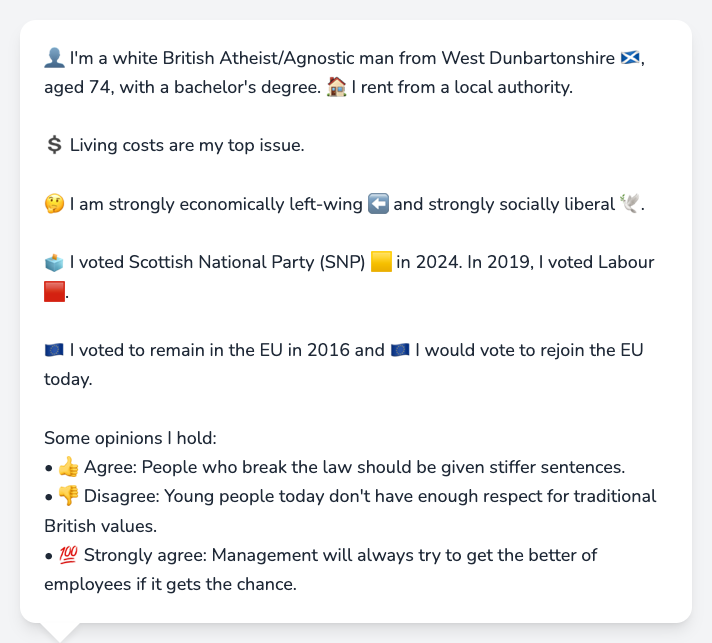 👤 I'm a white British Atheist/Agnostic man from West Dunbartonshire 🏴󠁧󠁢󠁳󠁣󠁴󠁿,
aged 74, with a bachelor's degree. 🏠 I rent from a local authority.
💲 Living costs are my top issue.
🤔 I am strongly economically left-wing ⬅️ and strongly socially liberal 🕊️.
🗳️ I voted Scottish National Party (SNP) 🟨 in 2024. In 2019, I voted Labour
🟥.
🇪🇺 I voted to remain in the EU in 2016 and 🇪🇺 I would vote to rejoin the EU
today.
Some opinions I hold:
• 👍 Agree: People who break the law should be given stiffer sentences.
• 👎 Disagree: Young people today don't have enough respect for traditional
British values.
• 💯 Strongly agree: Management will always try to get the better of
employees if it gets the chance.